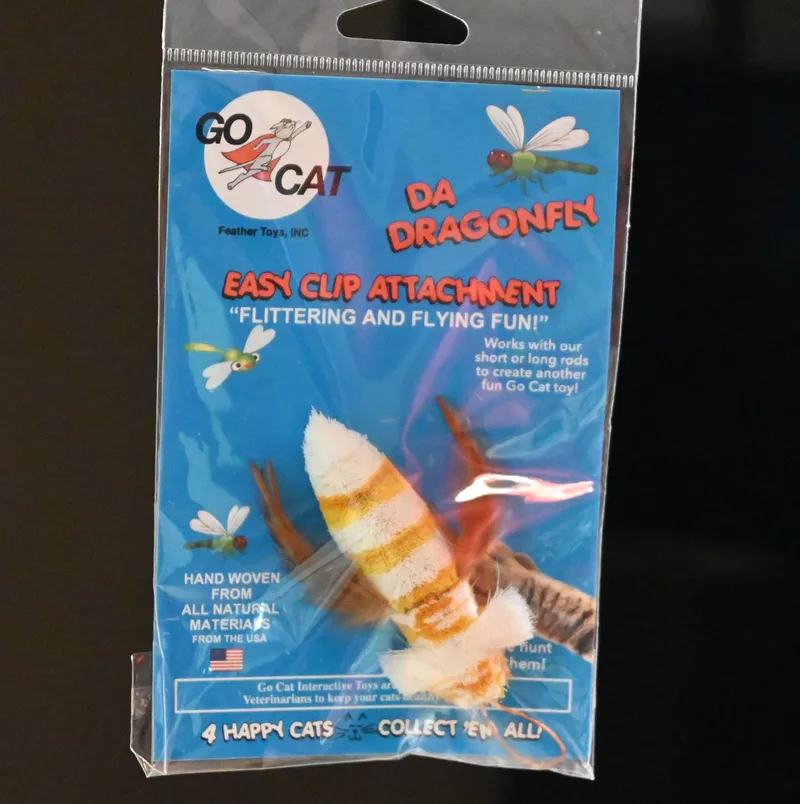 GO
CAT
Feather Toys, INC
DA
DRAGONFLY
EASY CLIP ATTACHMENT
“FLITTERING AND FLYING FUN!”
Works with our
short or long rods
to create another
fun Go Cat toy!
HAND WOVEN
FROM
ALL NATURAL
MATERIALS
FROM THE USA
hunt
them!
Go Cat Interactive Toys are
Veterinarians to keep your cats
4 HAPPY CATS COLLECT 'EM ALL!